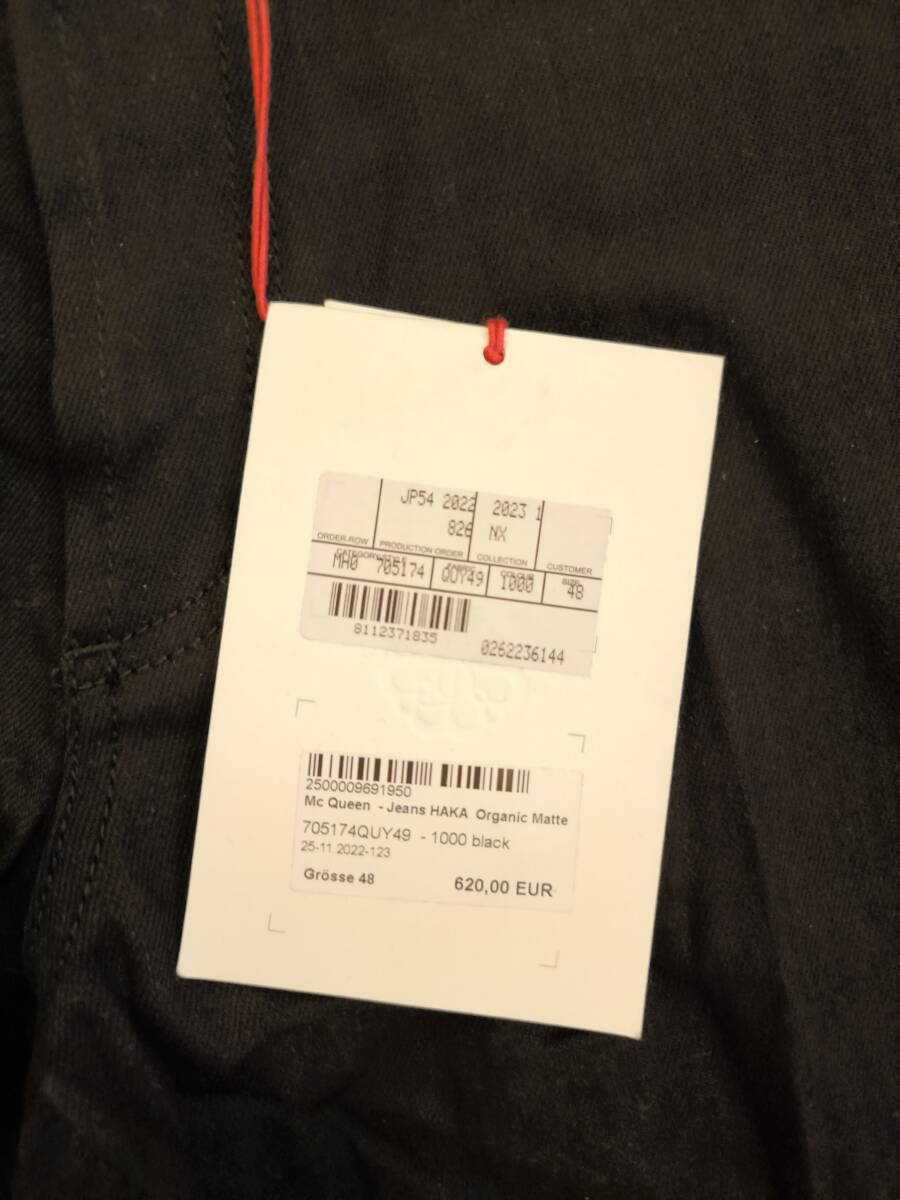 JP54 2022 2023 1
826 NX
ORDER-ROW PRODUCTION ORDER COLLECTION CUSTOMER
CATEGORY SIZE
MH0 705174 QUY49 1000 48
8112371835 0262236144
2500009691950
Mc Queen - Jeans HAKA Organic Matte
705174QUY49 - 1000 black
25-11.2022-123
Grösse 48 620,00 EUR